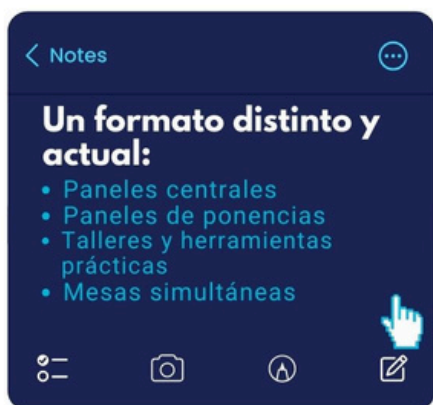 Notes
Un formato distinto y
actual:
• Paneles centrales
• Paneles de ponencias
• Talleres y herramientas
prácticas
• Mesas simultáneas